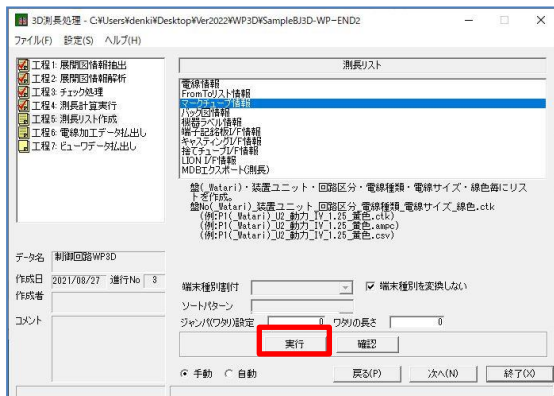 3D測長処理 - C:¥Users¥denki¥Desktop¥Ver2022¥WP3D¥SampleBJ3D-WP-END2
ファイル(F) 設定(S) ヘルプ(H)
工程1: 展開図情報抽出
工程2: 展開図情報解析
工程3: チェック処理
工程4: 測長計算実行
工程5: 測長リスト作成
工程6: 電線加工データ払出し
工程7: ビューワデータ払出し
測長リスト
電線情報
FromToリスト情報
マークチューブ情報
バック図情報
機器ラベル情報
端子記銘板I/F情報
キャスティングI/F情報
捨てチューブI/F情報
LION I/F情報
MDBエクスポート(測長)
盤(_Watari)・装置ユニット・回路区分・電線種類・電線サイズ・線色毎にリス
トを作成。
盤No(_Watari)_装置ユニット_回路区分_電線種類_電線サイズ_線色.ctk
(例:P1(_Watari)_U2_動力_IV_1.25_黄色.ctk)
(例:P1(_Watari)_U2_動力_IV_1.25_黄色.ampc)
(例:P1(_Watari)_U2_動力_IV_1.25_黄色.csv)
データ名 制御回路WP3D
作成日 2021/08/27 進行No 3
作成者
コメント
端末種別割付 端末種別を変換しない
ソートパターン
ジャンパ(ワタリ)設定 0 ワタリの長さ 0
実行 確認
手動 自動 戻る(P) 次へ(N) 終了(X)